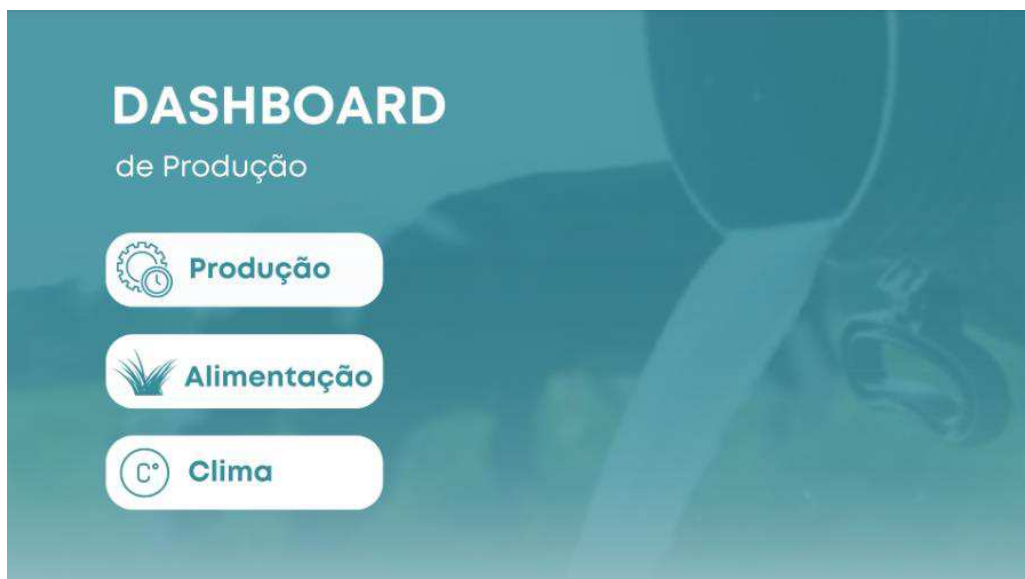 DASHBOARD
de Produção
Produção
Alimentação
C°
Clima